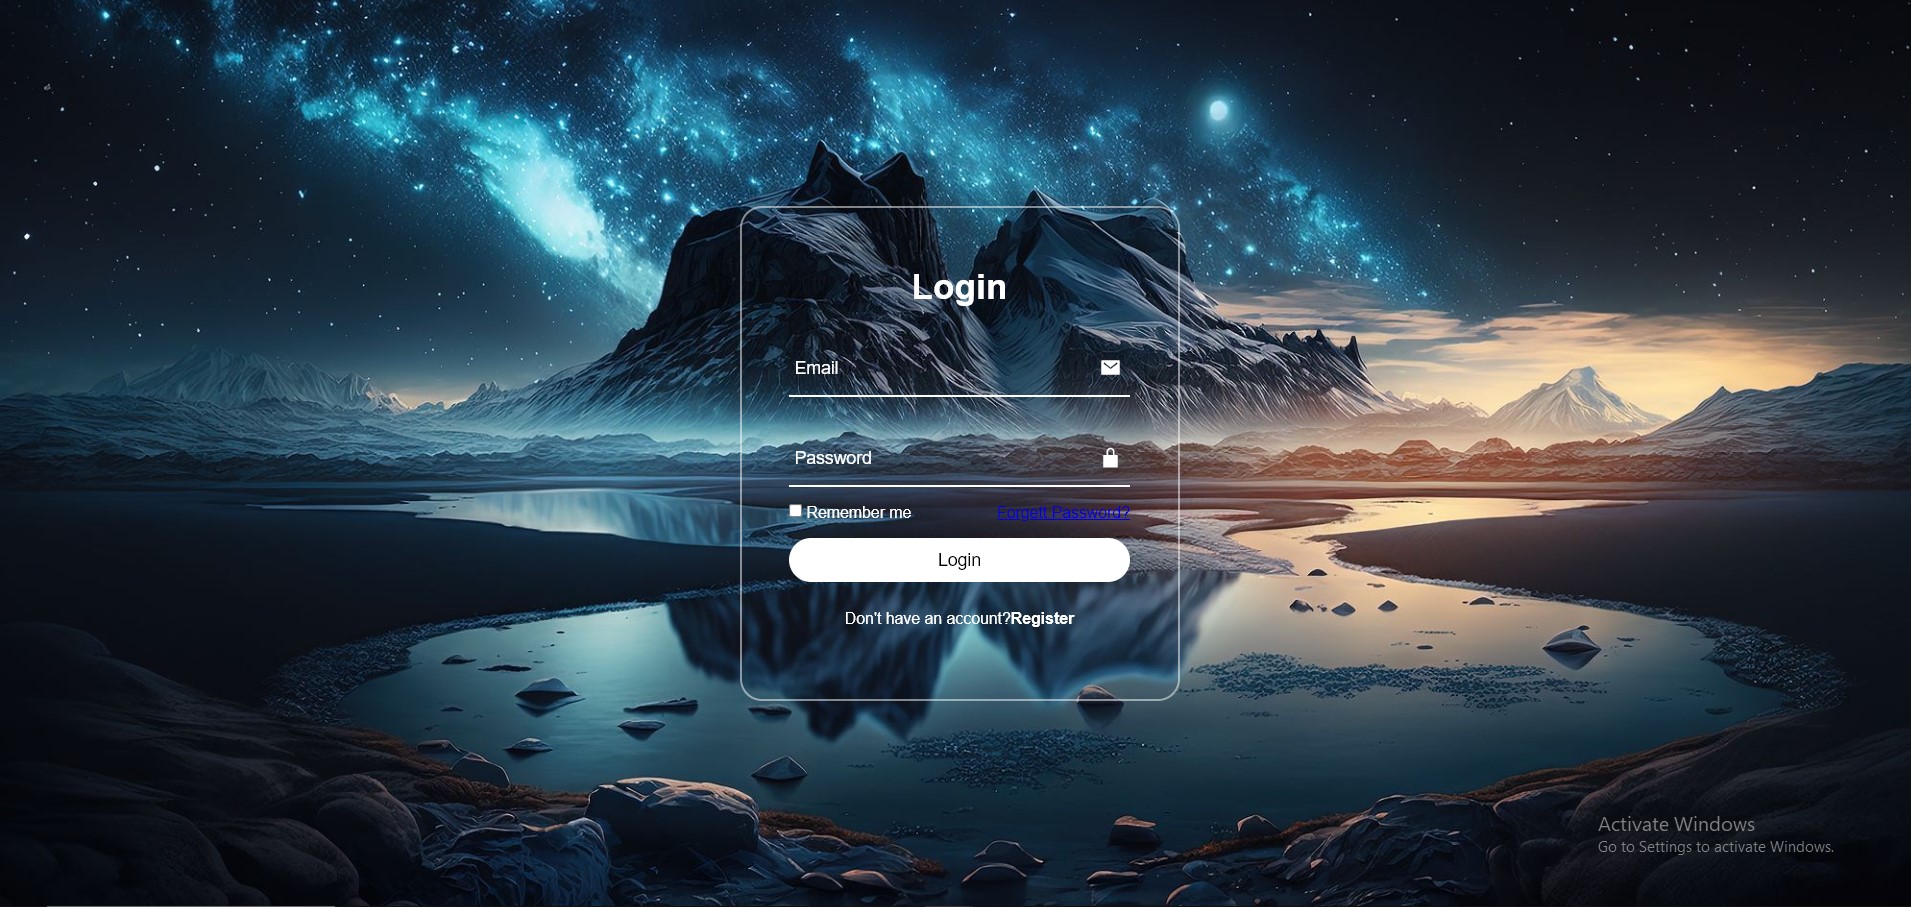 Login
Email
Password
Remember me Forgett Password?
Login
Don't have an account?Register
Activate Windows
Go to Settings to activate Windows.